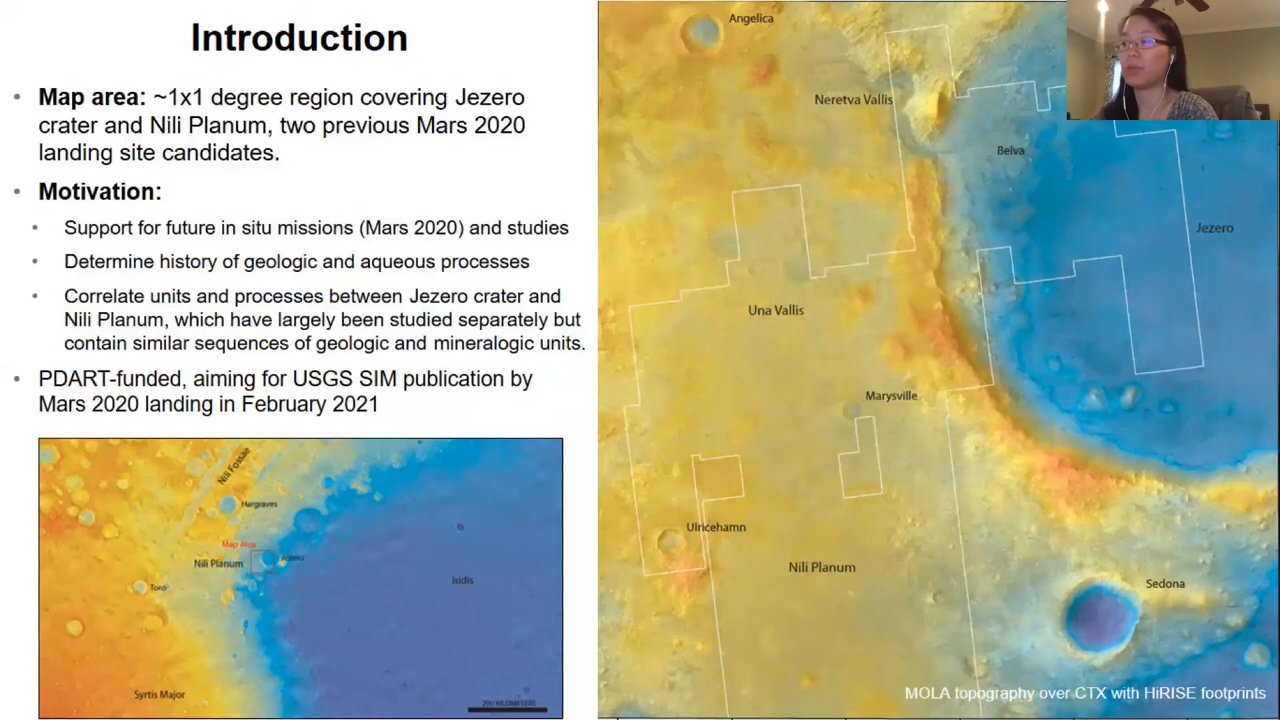 Introduction
• Map area: ~1x1 degree region covering Jezero
crater and Nili Planum, two previous Mars 2020
landing site candidates.
• Motivation:
• Support for future in situ missions (Mars 2020) and studies
• Determine history of geologic and aqueous processes
• Correlate units and processes between Jezero crater and
Nili Planum, which have largely been studied separately but
contain similar sequences of geologic and mineralogic units.
• PDART-funded, aiming for USGS SIM publication by
Mars 2020 landing in February 2021
Nili Fossae
Hargraves
Map Area
Jezero
Nili Planum
Isidis
Toro
Syrtis Major
200 KILOMETERS
Angelica
Neretva Vallis
Belva
Jezero
Una Vallis
Marysville
Ulricehamn
Nili Planum
Sedona
MOLA topography over CTX with HiRISE footprints